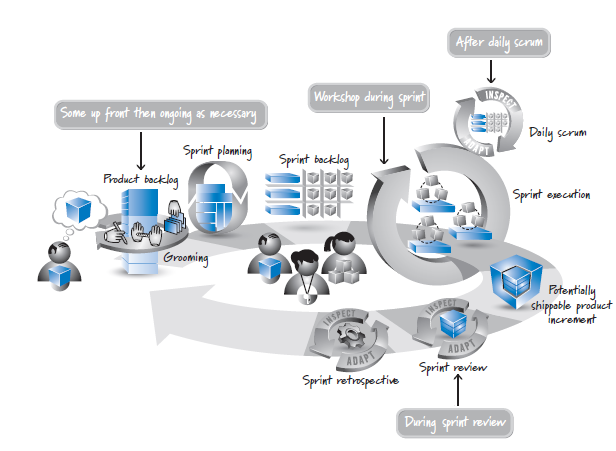 After daily scrum
INSPECT
ADAPT
Daily scrum
Workshop during sprint
Some up front then ongoing as necessary
Sprint planning
Sprint backlog
Product backlog
Sprint execution
Grooming
Potentially
shippable product
increment
INSPECT
ADAPT
Sprint retrospective
INSPECT
ADAPT
Sprint review
During sprint review